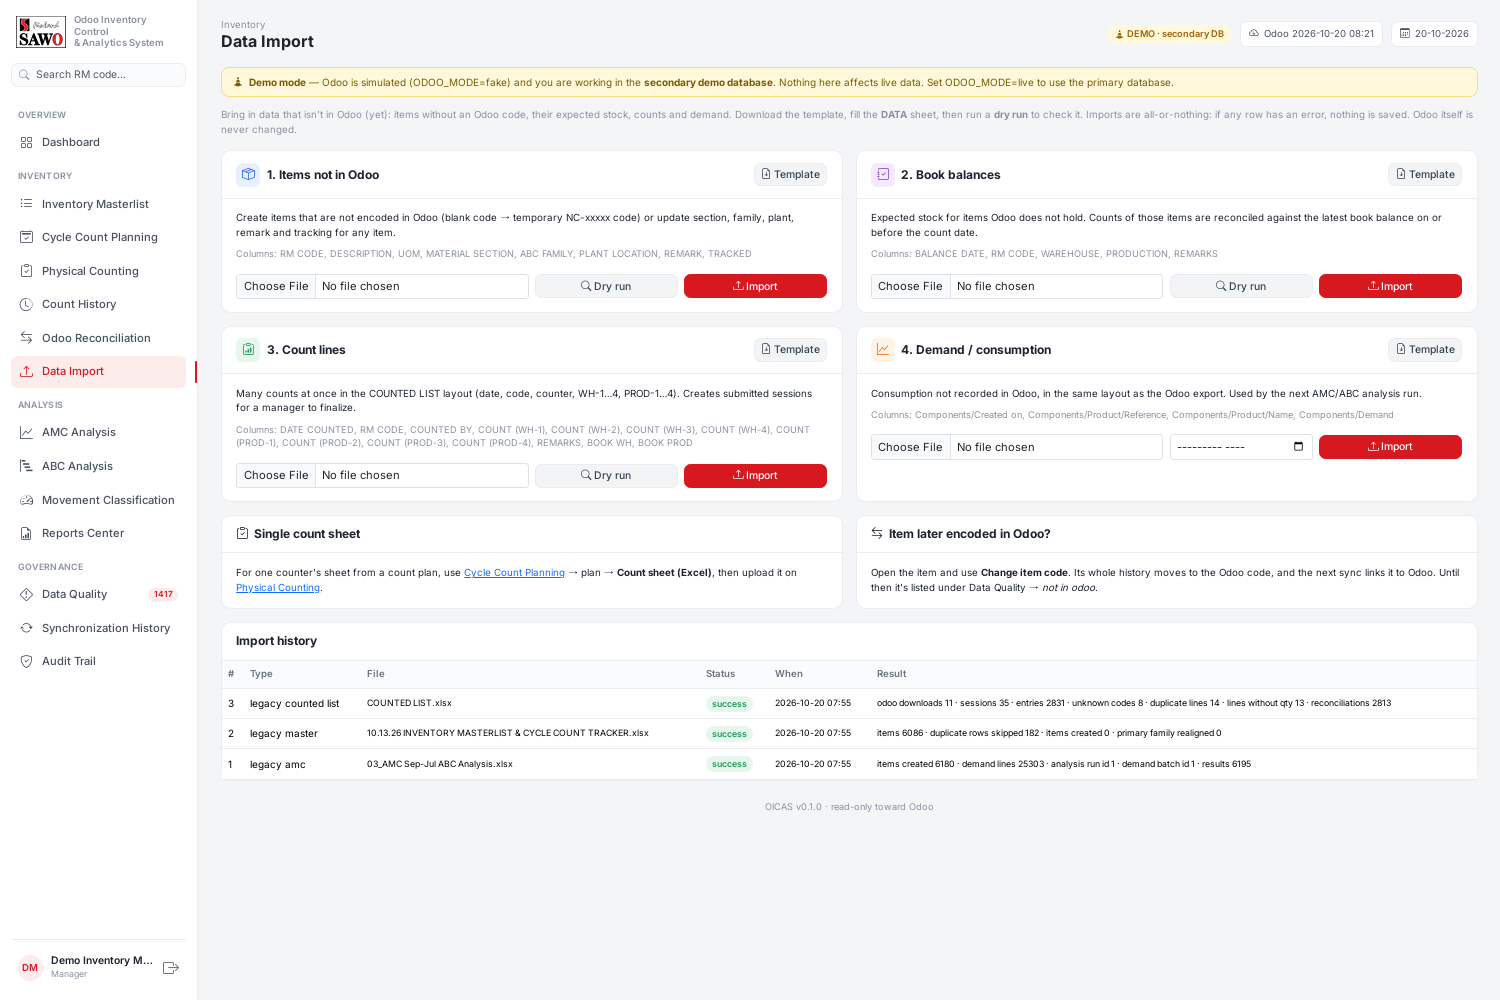 SAWO
Odoo Inventory
Control
& Analytics System
Search RM code...
OVERVIEW
Dashboard
INVENTORY
Inventory Masterlist
Cycle Count Planning
Physical Counting
Count History
Odoo Reconciliation
Data Import
ANALYSIS
AMC Analysis
ABC Analysis
Movement Classification
Reports Center
GOVERNANCE
Data Quality 1417
Synchronization History
Audit Trail
DM
Demo Inventory M...
Manager
Inventory
Data Import
DEMO · secondary DB
Odoo 2026-10-20 08:21
20-10-2026
Demo mode — Odoo is simulated (ODOO_MODE=fake) and you are working in the secondary demo database. Nothing here affects live data. Set ODOO_MODE=live to use the primary database.
Bring in data that isn't in Odoo (yet): items without an Odoo code, their expected stock, counts and demand. Download the template, fill the DATA sheet, then run a dry run to check it. Imports are all-or-nothing: if any row has an error, nothing is saved. Odoo itself is
never changed.
1. Items not in Odoo
Template
Create items that are not encoded in Odoo (blank code → temporary NC-xxxxx code) or update section, family, plant,
remark and tracking for any item.
Columns: RM CODE, DESCRIPTION, UOM, MATERIAL SECTION, ABC FAMILY, PLANT LOCATION, REMARK, TRACKED
Choose File No file chosen Dry run Import
2. Book balances
Template
Expected stock for items Odoo does not hold. Counts of those items are reconciled against the latest book balance on or
before the count date.
Columns: BALANCE DATE, RM CODE, WAREHOUSE, PRODUCTION, REMARKS
Choose File No file chosen Dry run Import
3. Count lines
Template
Many counts at once in the COUNTED LIST layout (date, code, counter, WH-1…4, PROD-1…4). Creates submitted sessions
for a manager to finalize.
Columns: DATE COUNTED, RM CODE, COUNTED BY, COUNT (WH-1), COUNT (WH-2), COUNT (WH-3), COUNT (WH-4), COUNT
(PROD-1), COUNT (PROD-2), COUNT (PROD-3), COUNT (PROD-4), REMARKS, BOOK WH, BOOK PROD
Choose File No file chosen Dry run Import
4. Demand / consumption
Template
Consumption not recorded in Odoo, in the same layout as the Odoo export. Used by the next AMC/ABC analysis run.
Columns: Components/Created on, Components/Product/Reference, Components/Product/Name, Components/Demand
Choose File No file chosen --------- ---- Import
Single count sheet
For one counter's sheet from a count plan, use Cycle Count Planning → plan → Count sheet (Excel), then upload it on
Physical Counting.
Item later encoded in Odoo?
Open the item and use Change item code. Its whole history moves to the Odoo code, and the next sync links it to Odoo. Until
then it's listed under Data Quality → not in odoo.
Import history
# Type File Status When Result
3 legacy counted list COUNTED LIST.xlsx success 2026-10-20 07:55 odoo downloads 11 · sessions 35 · entries 2831 · unknown codes 8 · duplicate lines 14 · lines without qty 13 · reconciliations 2813
2 legacy master 10.13.26 INVENTORY MASTERLIST & CYCLE COUNT TRACKER.xlsx success 2026-10-20 07:55 items 6086 · duplicate rows skipped 182 · items created 0 · primary family realigned 0
1 legacy amc 03_AMC Sep-Jul ABC Analysis.xlsx success 2026-10-20 07:55 items created 6180 · demand lines 25303 · analysis run id 1 · demand batch id 1 · results 6195
OICAS v0.1.0 · read-only toward Odoo